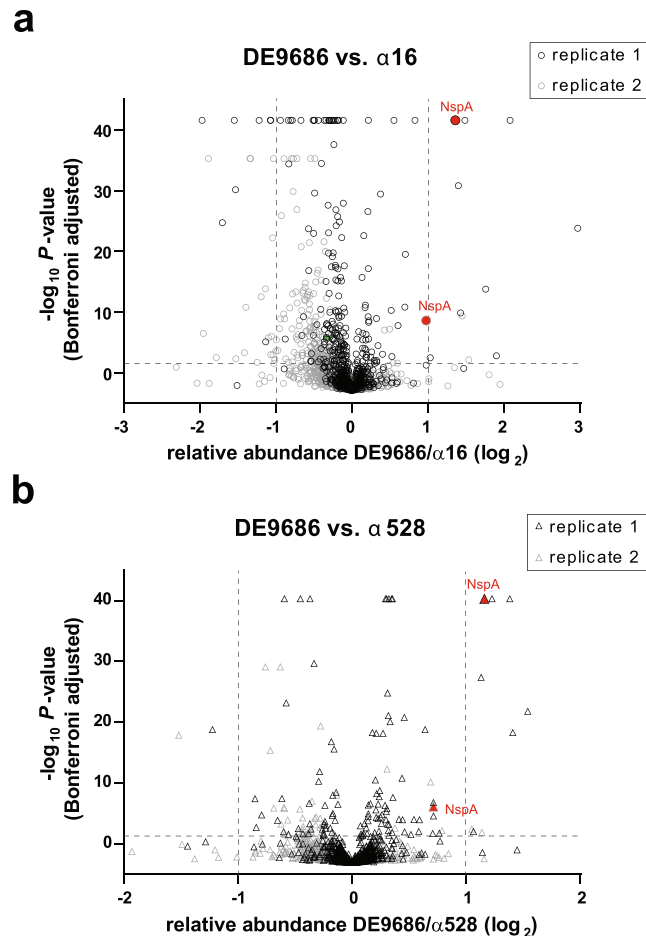 a
DE9686 vs. α16
replicate 1
replicate 2
NspA
40
30
20
10
0
NspA
-log10 P-value
(Bonferroni adjusted)
-3
-2
-1
0
1
2
3
relative abundance DE9686/α16 (log2)
b
DE9686 vs. α528
replicate 1
replicate 2
NspA
40
30
20
10
0
NspA
-log10 P-value
(Bonferroni adjusted)
-2
-1
0
1
2
relative abundance DE9686/α528 (log2)